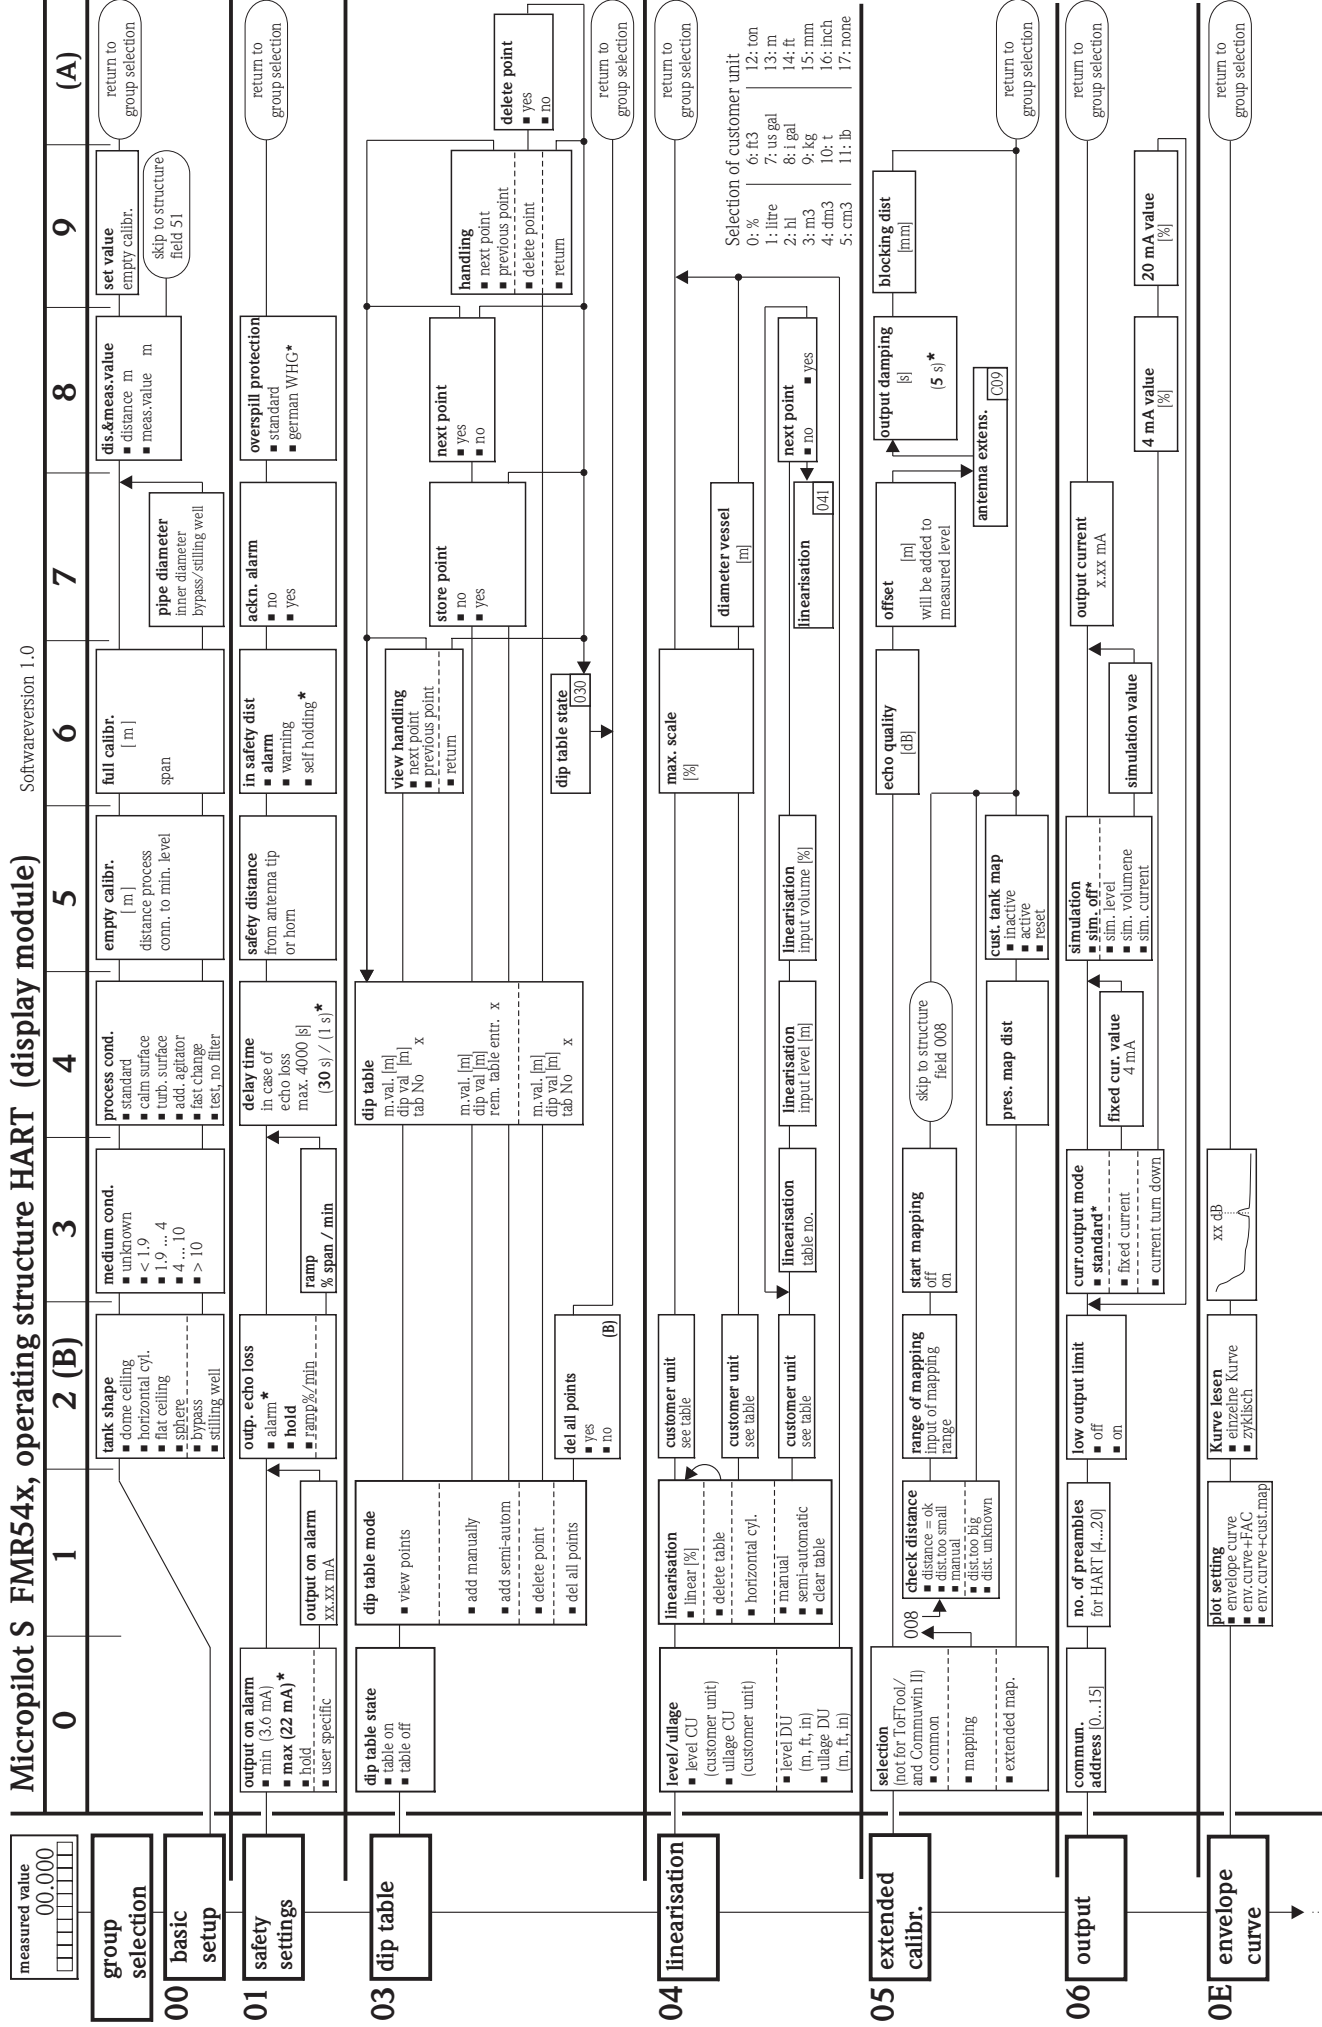 Micropilot S FMR54x, operating structure HART (display module)
Softwareversion 1.0
measured value
00.000
0
1
2 (B)
3
4
5
6
7
8
9
(A)
group
selection
00
basic
setup
tank shape
dome ceiling
horizontal cyl.
flat ceiling
sphere
bypass
stilling well
medium cond.
unknown
< 1.9
1.9 ... 4
4 ... 10
> 10
process cond.
standard
calm surface
turb. surface
add. agitator
fast change
test, no filter
empty calibr.
[ m ]
distance process
conn. to min. level
full calibr.
[ m ]
span
pipe diameter
inner diameter
bypass/stilling well
dis.&meas.value
distance m
meas.value m
set value
empty calibr.
skip to structure
field 51
return to
group selection
01
safety
settings
output on alarm
min (3.6 mA)
max (22 mA)*
hold
user specific
output on alarm
xx.xx mA
outp. echo loss
alarm *
hold
ramp%/min
ramp
% span / min
delay time
in case of
echo loss
max. 4000 [s]
(30 s) / (1 s)*
safety distance
from antenna tip
or horn
in safety dist
alarm
warning
self holding*
ackn. alarm
no
yes
overspill protection
standard
german WHG*
return to
group selection
03
dip table
dip table state
table on
table off
dip table mode
view points
add manually
add semi-autom
delete point
del all points
del all points
yes
no
(B)
dip table
m.val. [m]
dip val [m]
tab No x
m.val. [m]
dip val [m]
rem. table entr. x
m.val. [m]
dip val [m]
tab No x
view handling
next point
previous point
return
dip table state
030
store point
no
yes
next point
yes
no
handling
next point
previous point
delete point
return
delete point
yes
no
return to
group selection
04
linearisation
level/ullage
level CU
(customer unit)
ullage CU
(customer unit)
level DU
(m, ft, in)
ullage DU
(m, ft, in)
linearisation
linear [%]
delete table
horizontal cyl.
manual
semi-automatic
clear table
customer unit
see table
customer unit
see table
customer unit
see table
linearisation
table no.
linearisation
input level [m]
linearisation
input volume [%]
max. scale
[%]
diameter vessel
[m]
linearisation
041
next point
no yes
return to
group selection
Selection of customer unit
0: % 6: ft3 12: ton
1: litre 7: us gal 13: m
2: hl 8: i gal 14: ft
3: m3 9: kg 15: mm
4: dm3 10: t 16: inch
5: cm3 11: lb 17: none
05
extended
calibr.
selection
(not for ToFTool/
and Commuwin II)
common
mapping
extended map.
008
check distance
distance = ok
dist.too small
manual
dist.too big
dist. unknown
range of mapping
input of mapping
range
start mapping
off
on
skip to structure
field 008
pres. map dist
cust. tank map
inactive
active
reset
echo quality
[dB]
offset
[m]
will be added to
measured level
antenna extens.
C09
output damping
[s]
(5 s)*
blocking dist
[mm]
return to
group selection
06
output
commun.
address [0...15]
no. of preambles
for HART [4...20]
low output limit
off
on
curr.output mode
standard*
fixed current
current turn down
fixed cur. value
4 mA
simulation
sim. off*
sim. level
sim. volumene
sim. current
simulation value
output current
x.xx mA
4 mA value
[%]
20 mA value
[%]
return to
group selection
0E
envelope
curve
plot setting
envelope curve
env.curve+FAC
env.curve+cust.map
Kurve lesen
einzelne Kurve
zyklisch
xx dB
return to
group selection